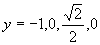 y = −1,0,√2/2,0